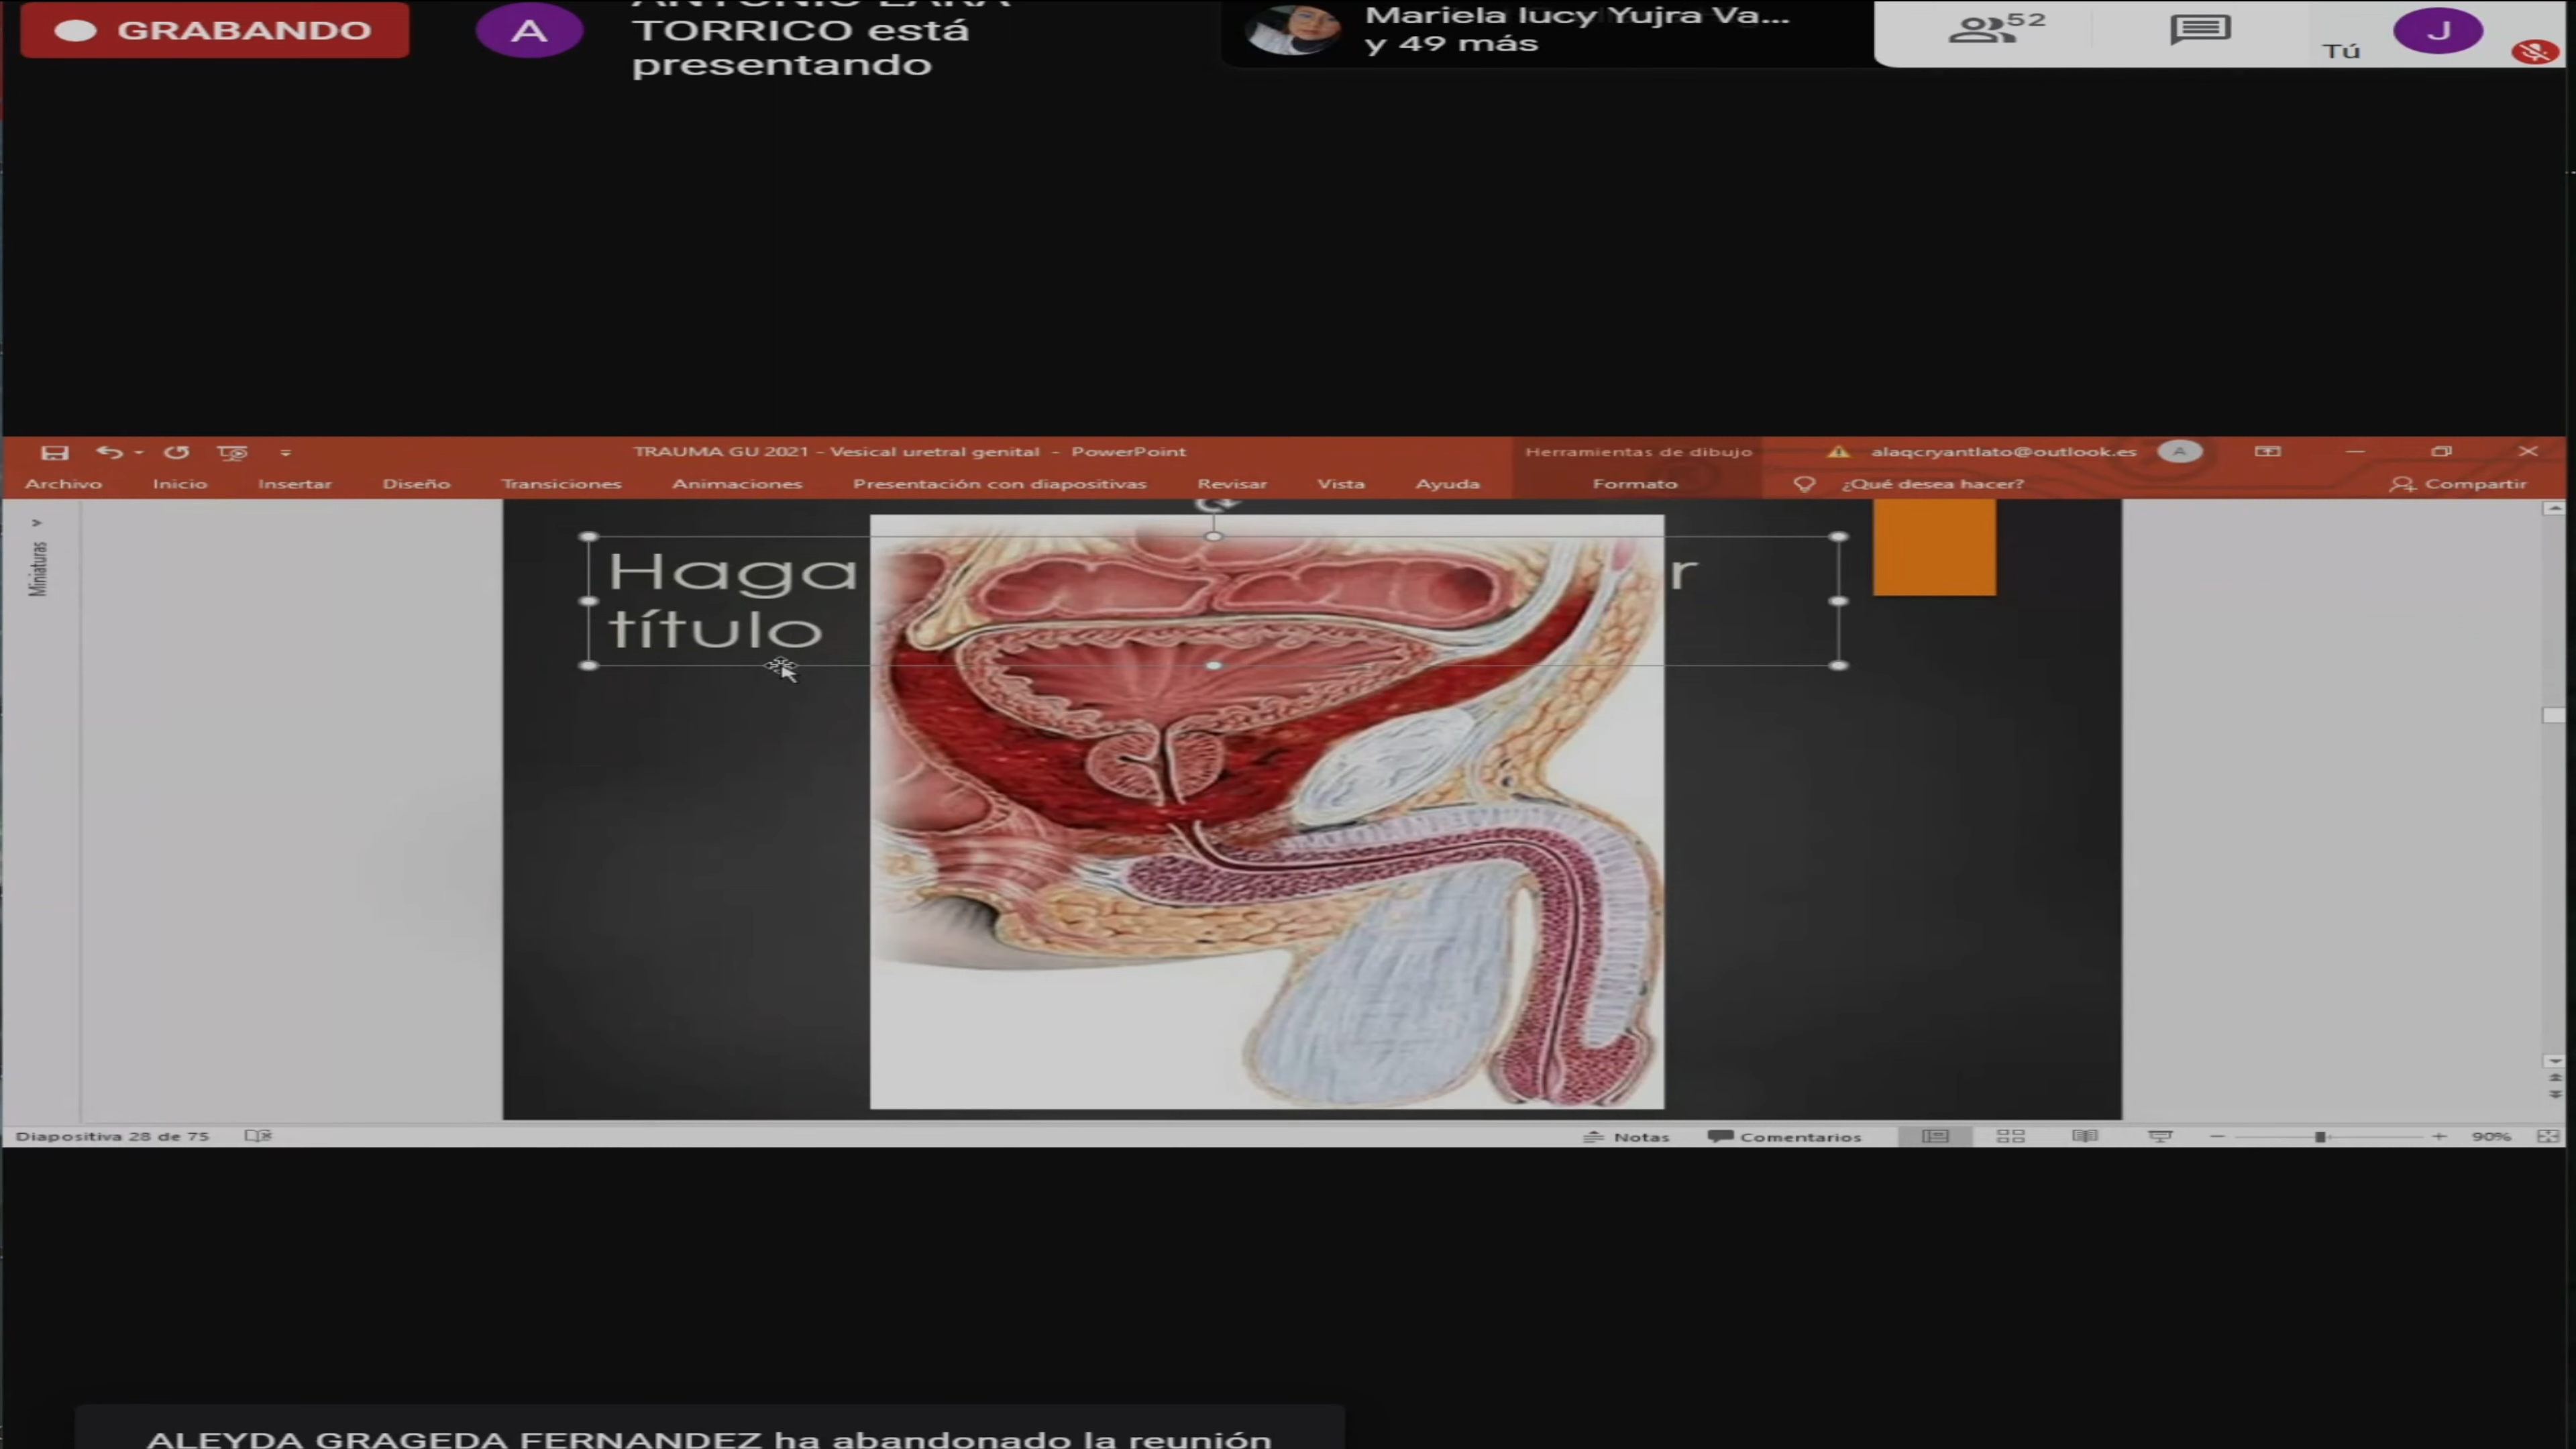 GRABANDO
A
ANTONIO LARA
TORRICO está
presentando
Mariela lucy Yujra Va...
y 49 más
52
Tú
J
TRAUMA GU 2021 - Vesical uretral genital - PowerPoint
Herramientas de dibujo
alaqcryantlato@outlook.es
A
Archivo
Inicio
Insertar
Diseño
Transiciones
Animaciones
Presentación con diapositivas
Revisar
Vista
Ayuda
Formato
¿Qué desea hacer?
Compartir
Miniaturas
Haga r
título
Diapositiva 28 de 75
Notas
Comentarios
90%
ALEYDA GRAGEDA FERNANDEZ ha abandonado la reunión